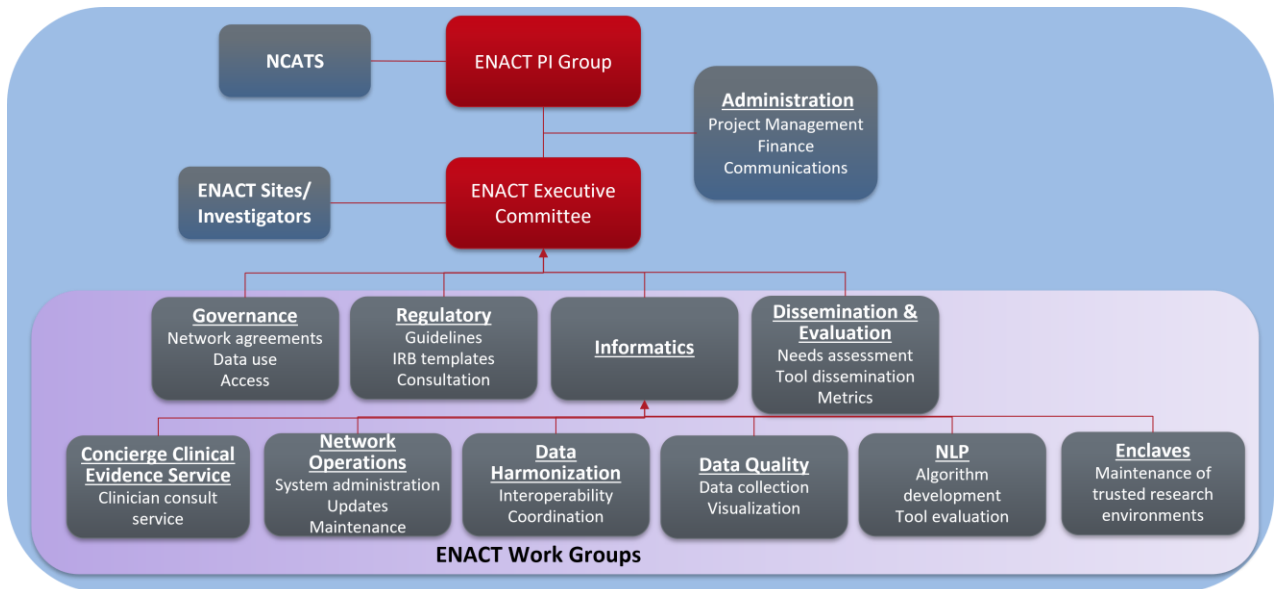 NCATS
ENACT PI Group
Administration
Project Management
Finance
Communications
ENACT Sites/
Investigators
ENACT Executive
Committee
Governance
Network agreements
Data use
Access
Regulatory
Guidelines
IRB templates
Consultation
Informatics
Dissemination &
Evaluation
Needs assessment
Tool dissemination
Metrics
Concierge Clinical
Evidence Service
Clinician consult
service
Network
Operations
System administration
Updates
Maintenance
Data
Harmonization
Interoperability
Coordination
Data Quality
Data collection
Visualization
NLP
Algorithm
development
Tool evaluation
Enclaves
Maintenance of
trusted research
environments
ENACT Work Groups